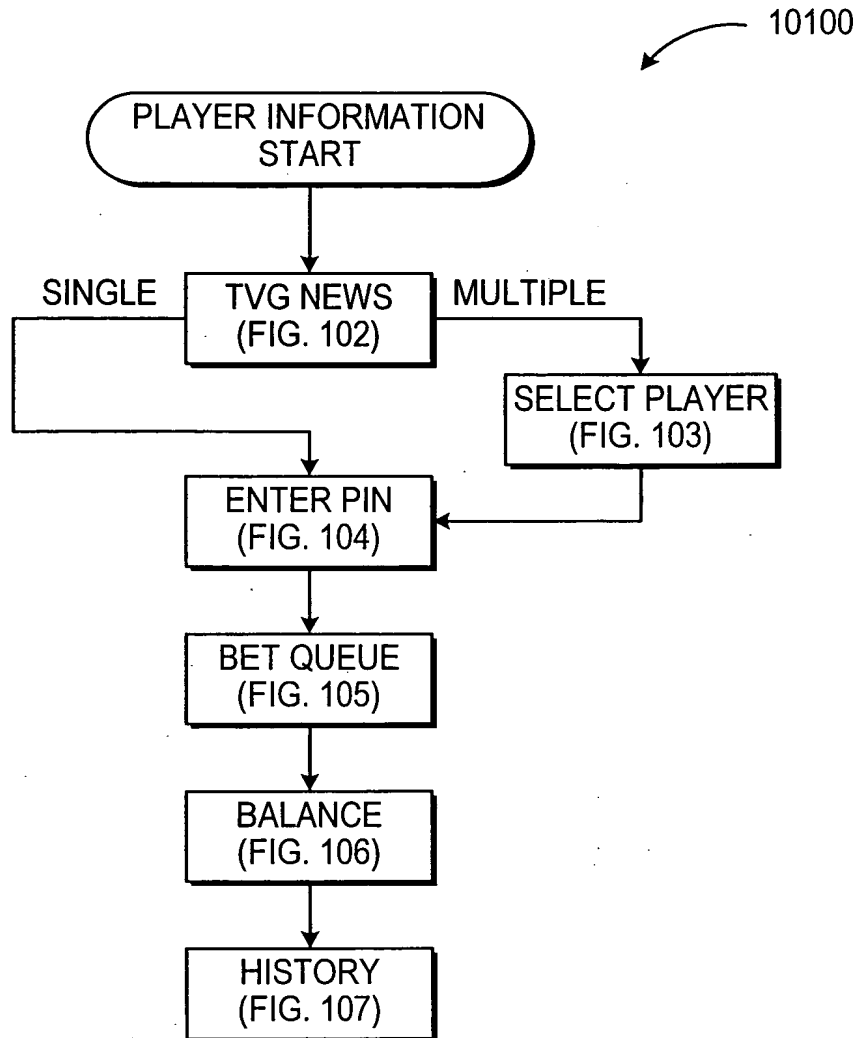 10100
PLAYER INFORMATION
START
SINGLE
TVG NEWS
(FIG. 102)
MULTIPLE
SELECT PLAYER
(FIG. 103)
ENTER PIN
(FIG. 104)
BET QUEUE
(FIG. 105)
BALANCE
(FIG. 106)
HISTORY
(FIG. 107)